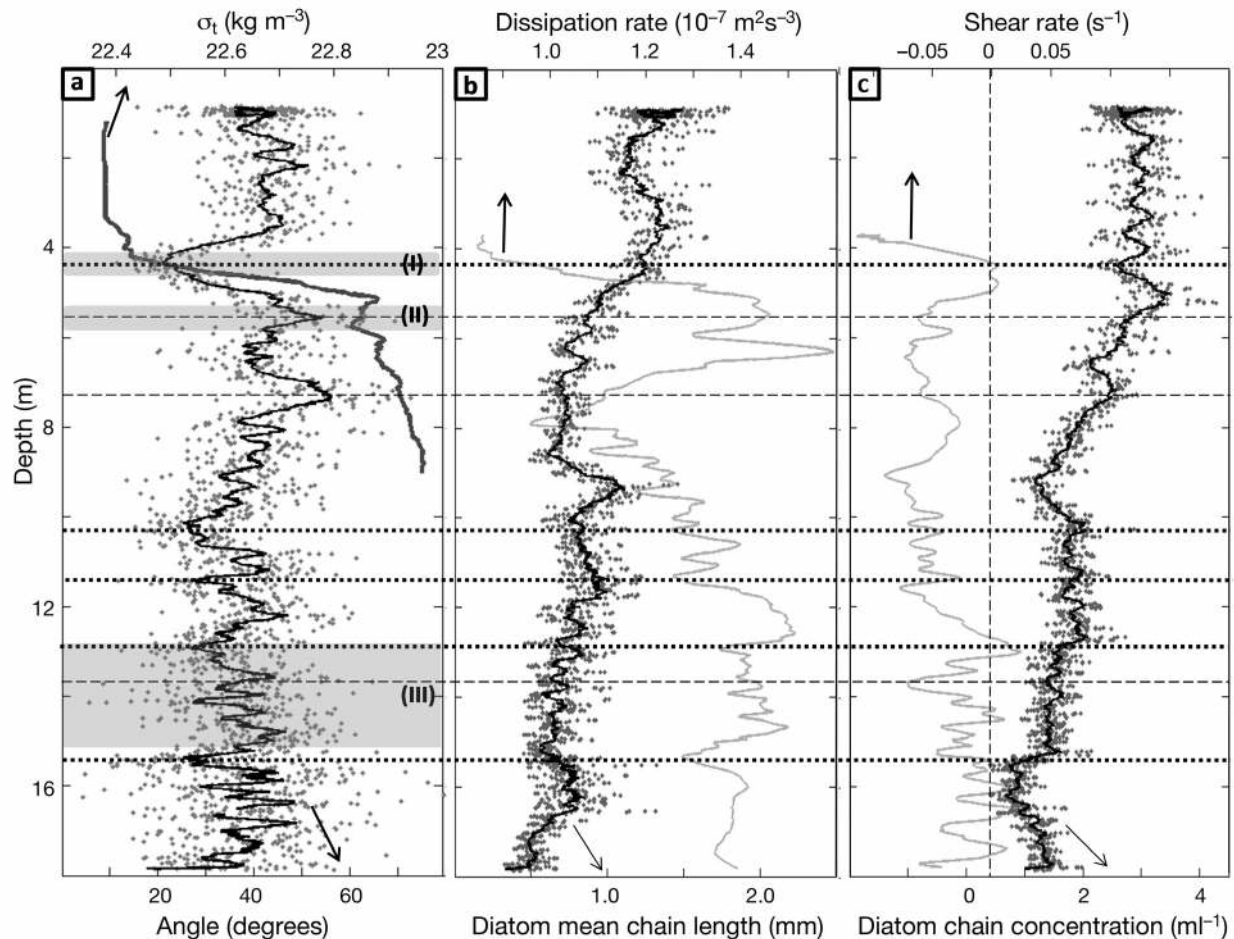 σt (kg m–3)
22.4 22.6 22.8 23
Dissipation rate (10–7 m2s–3)
1.0 1.2 1.4
Shear rate (s–1)
–0.05 0 0.05
a
b
c
Depth (m)
4
8
12
16
(I)
(II)
(III)
20 40 60
Angle (degrees)
1.0 2.0
Diatom mean chain length (mm)
0 2 4
Diatom chain concentration (ml–1)